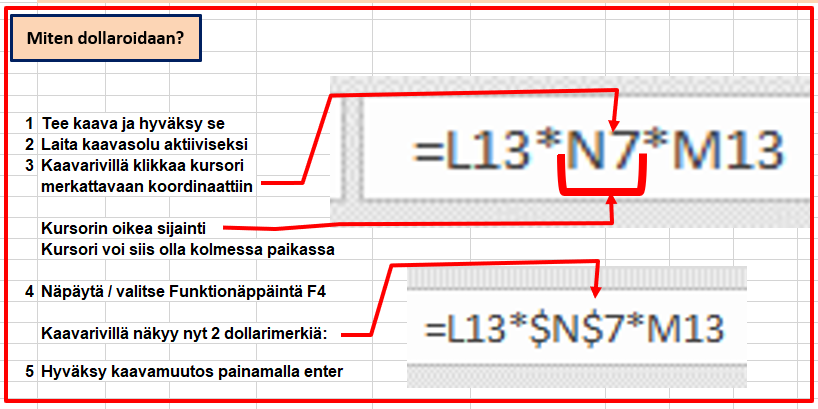 Miten dollaroidaan?
1 Tee kaava ja hyväksy se
2 Laita kaavasolu aktiiviseksi
3 Kaavarivillä klikkaa kursori
merkattavaan koordinaattiin
=L13*N7*M13
Kursorin oikea sijainti
Kursori voi siis olla kolmessa paikassa
4 Näpäytä / valitse Funktionäppäintä F4
Kaavarivillä näkyy nyt 2 dollarimerkiä:
=L13*$N$7*M13
5 Hyväksy kaavamuutos painamalla enter